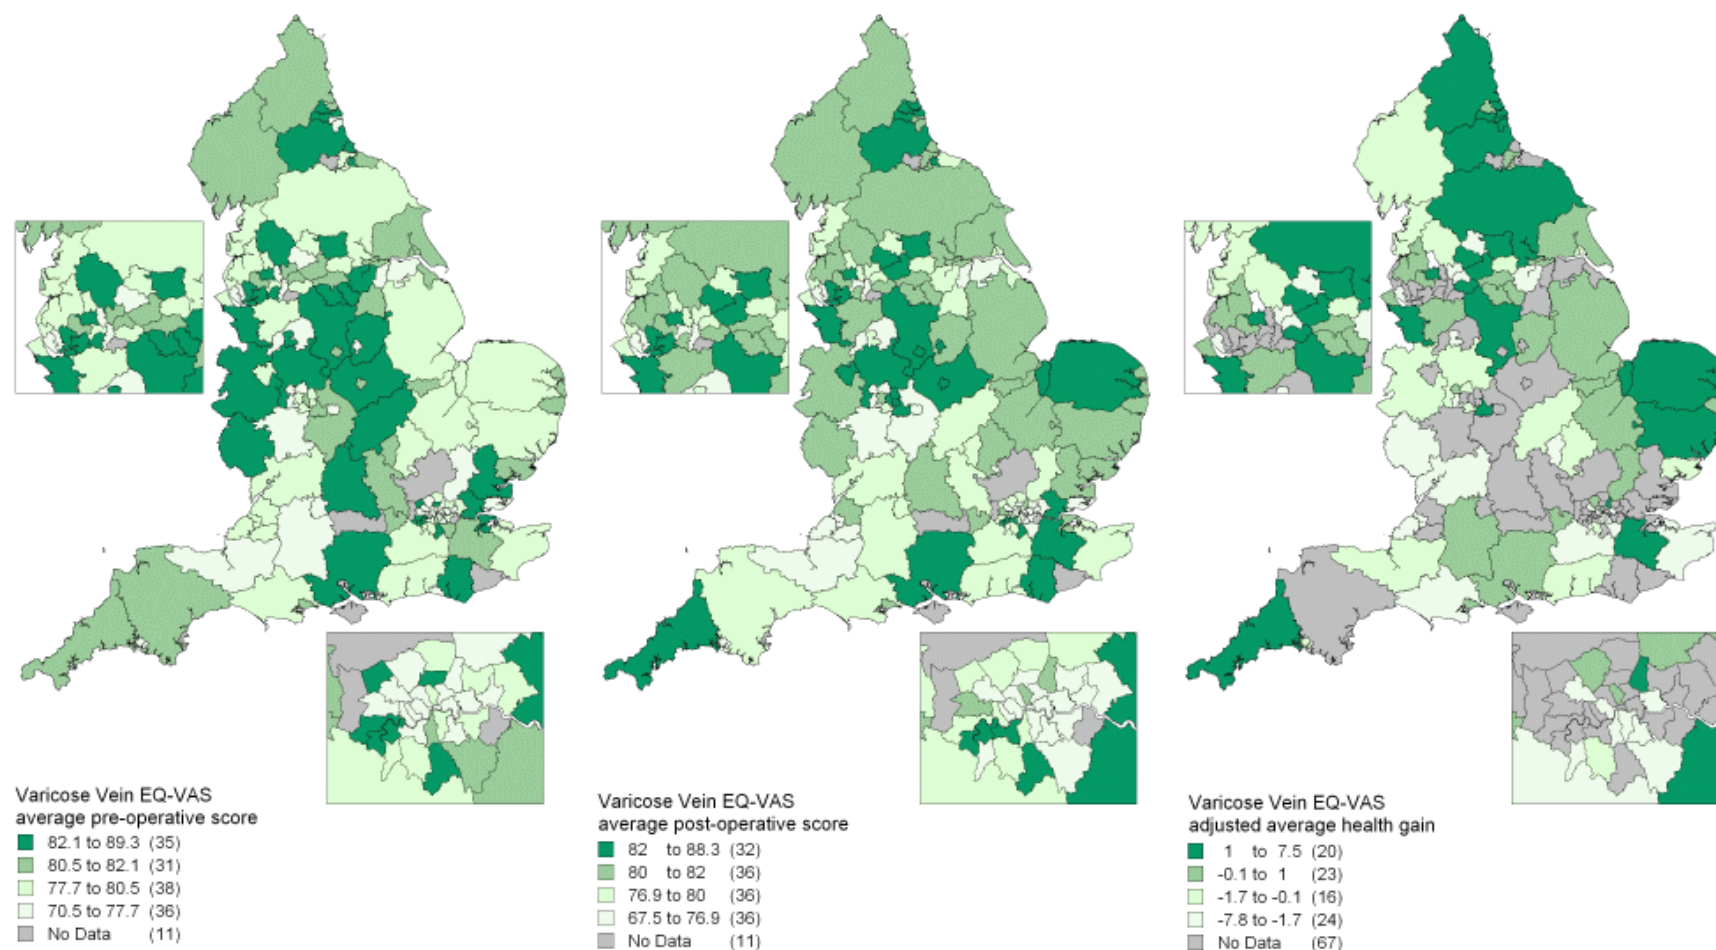 Varicose Vein EQ-VAS
average pre-operative score
82.1 to 89.3 (35)
80.5 to 82.1 (31)
77.7 to 80.5 (38)
70.5 to 77.7 (36)
No Data (11)
Varicose Vein EQ-VAS
average post-operative score
82 to 88.3 (32)
80 to 82 (36)
76.9 to 80 (36)
67.5 to 76.9 (36)
No Data (11)
Varicose Vein EQ-VAS
adjusted average health gain
1 to 7.5 (20)
-0.1 to 1 (23)
-1.7 to -0.1 (16)
-7.8 to -1.7 (24)
No Data (67)